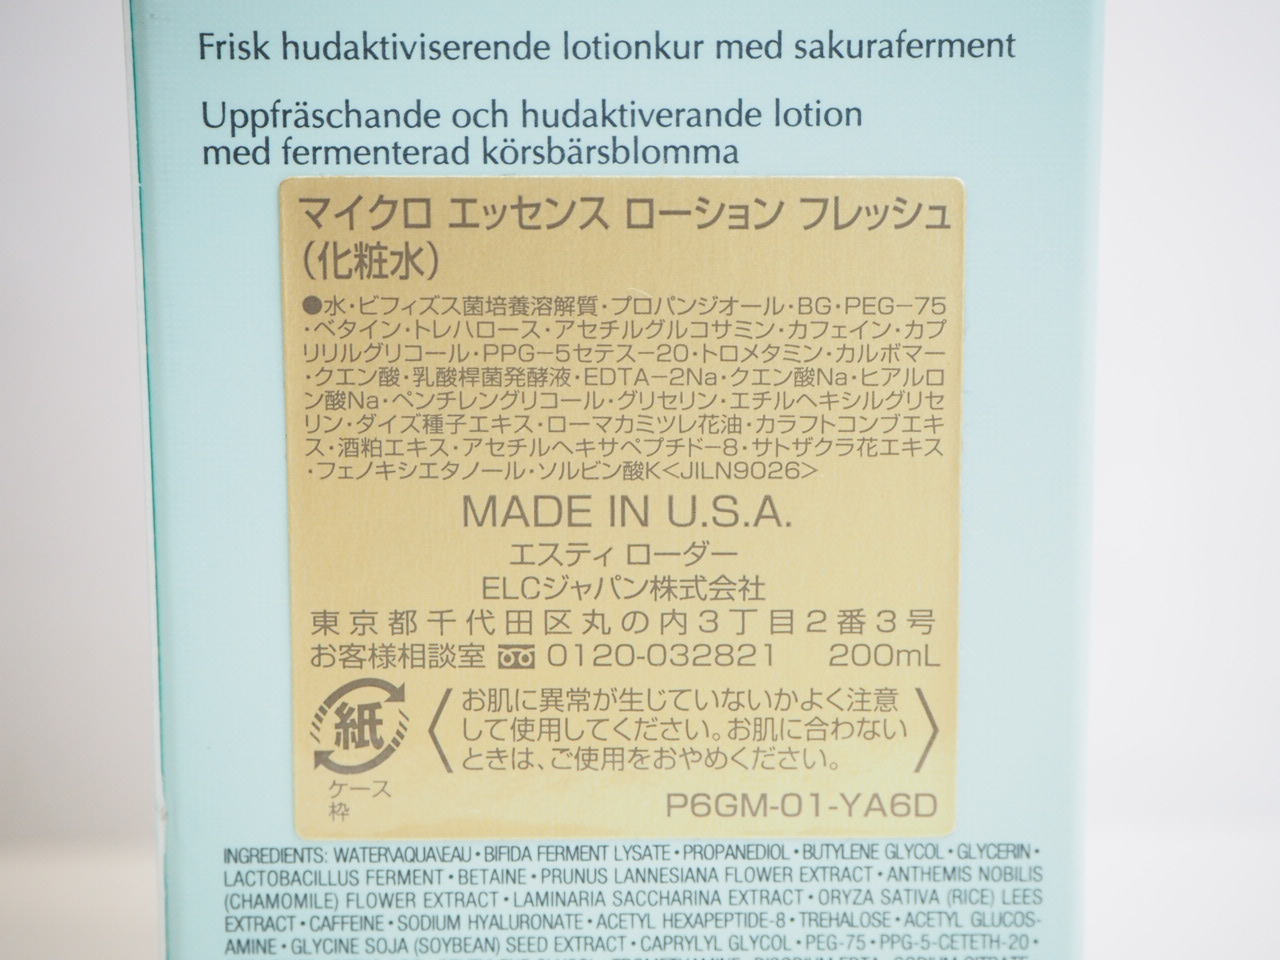 Frisk hudaktiviserende lotionkur med sakuraferment
Uppfräschande och hudaktiverande lotion
med fermenterad körsbärsblomma
マイクロ エッセンス ローション フレッシュ
（化粧水）
●水・ビフィズス菌培養溶解質・プロパンジオール・BG・PEG−75
・ベタイン・トレハロース・アセチルグルコサミン・カフェイン・カプ
リリルグリコール・PPG−5セテス−20・トロメタミン・カルボマー
・クエン酸・乳酸桿菌発酵液・EDTA−2Na・クエン酸Na・ヒアルロ
ン酸Na・ペンチレングリコール・グリセリン・エチルヘキシルグリセ
リン・ダイズ種子エキス・ローマカミツレ花油・カラフトコンブエキ
ス・酒粕エキス・アセチルヘキサペプチド−8・サトザクラ花エキス
・フェノキシエタノール・ソルビン酸K<JILN9026>
MADE IN U.S.A.
エスティ ローダー
ELCジャパン株式会社
東京都千代田区丸の内3丁目2番3号
お客様相談室 0120-032821 200mL
紙
ケース
枠
お肌に異常が生じていないかよく注意
して使用してください。お肌に合わない
ときは、ご使用をおやめください。
P6GM-01-YA6D
INGREDIENTS: WATER\AQUA\EAU • BIFIDA FERMENT LYSATE • PROPANEDIOL • BUTYLENE GLYCOL • GLYCERIN •
LACTOBACILLUS FERMENT • BETAINE • PRUNUS LANNESIANA FLOWER EXTRACT • ANTHEMIS NOBILIS
(CHAMOMILE) FLOWER EXTRACT • LAMINARIA SACCHARINA EXTRACT • ORYZA SATIVA (RICE) LEES
EXTRACT • CAFFEINE • SODIUM HYALURONATE • ACETYL HEXAPEPTIDE-8 • TREHALOSE • ACETYL GLUCOS-
AMINE • GLYCINE SOJA (SOYBEAN) SEED EXTRACT • CAPRYLYL GLYCOL • PEG-75 • PPG-5-CETETH-20 •